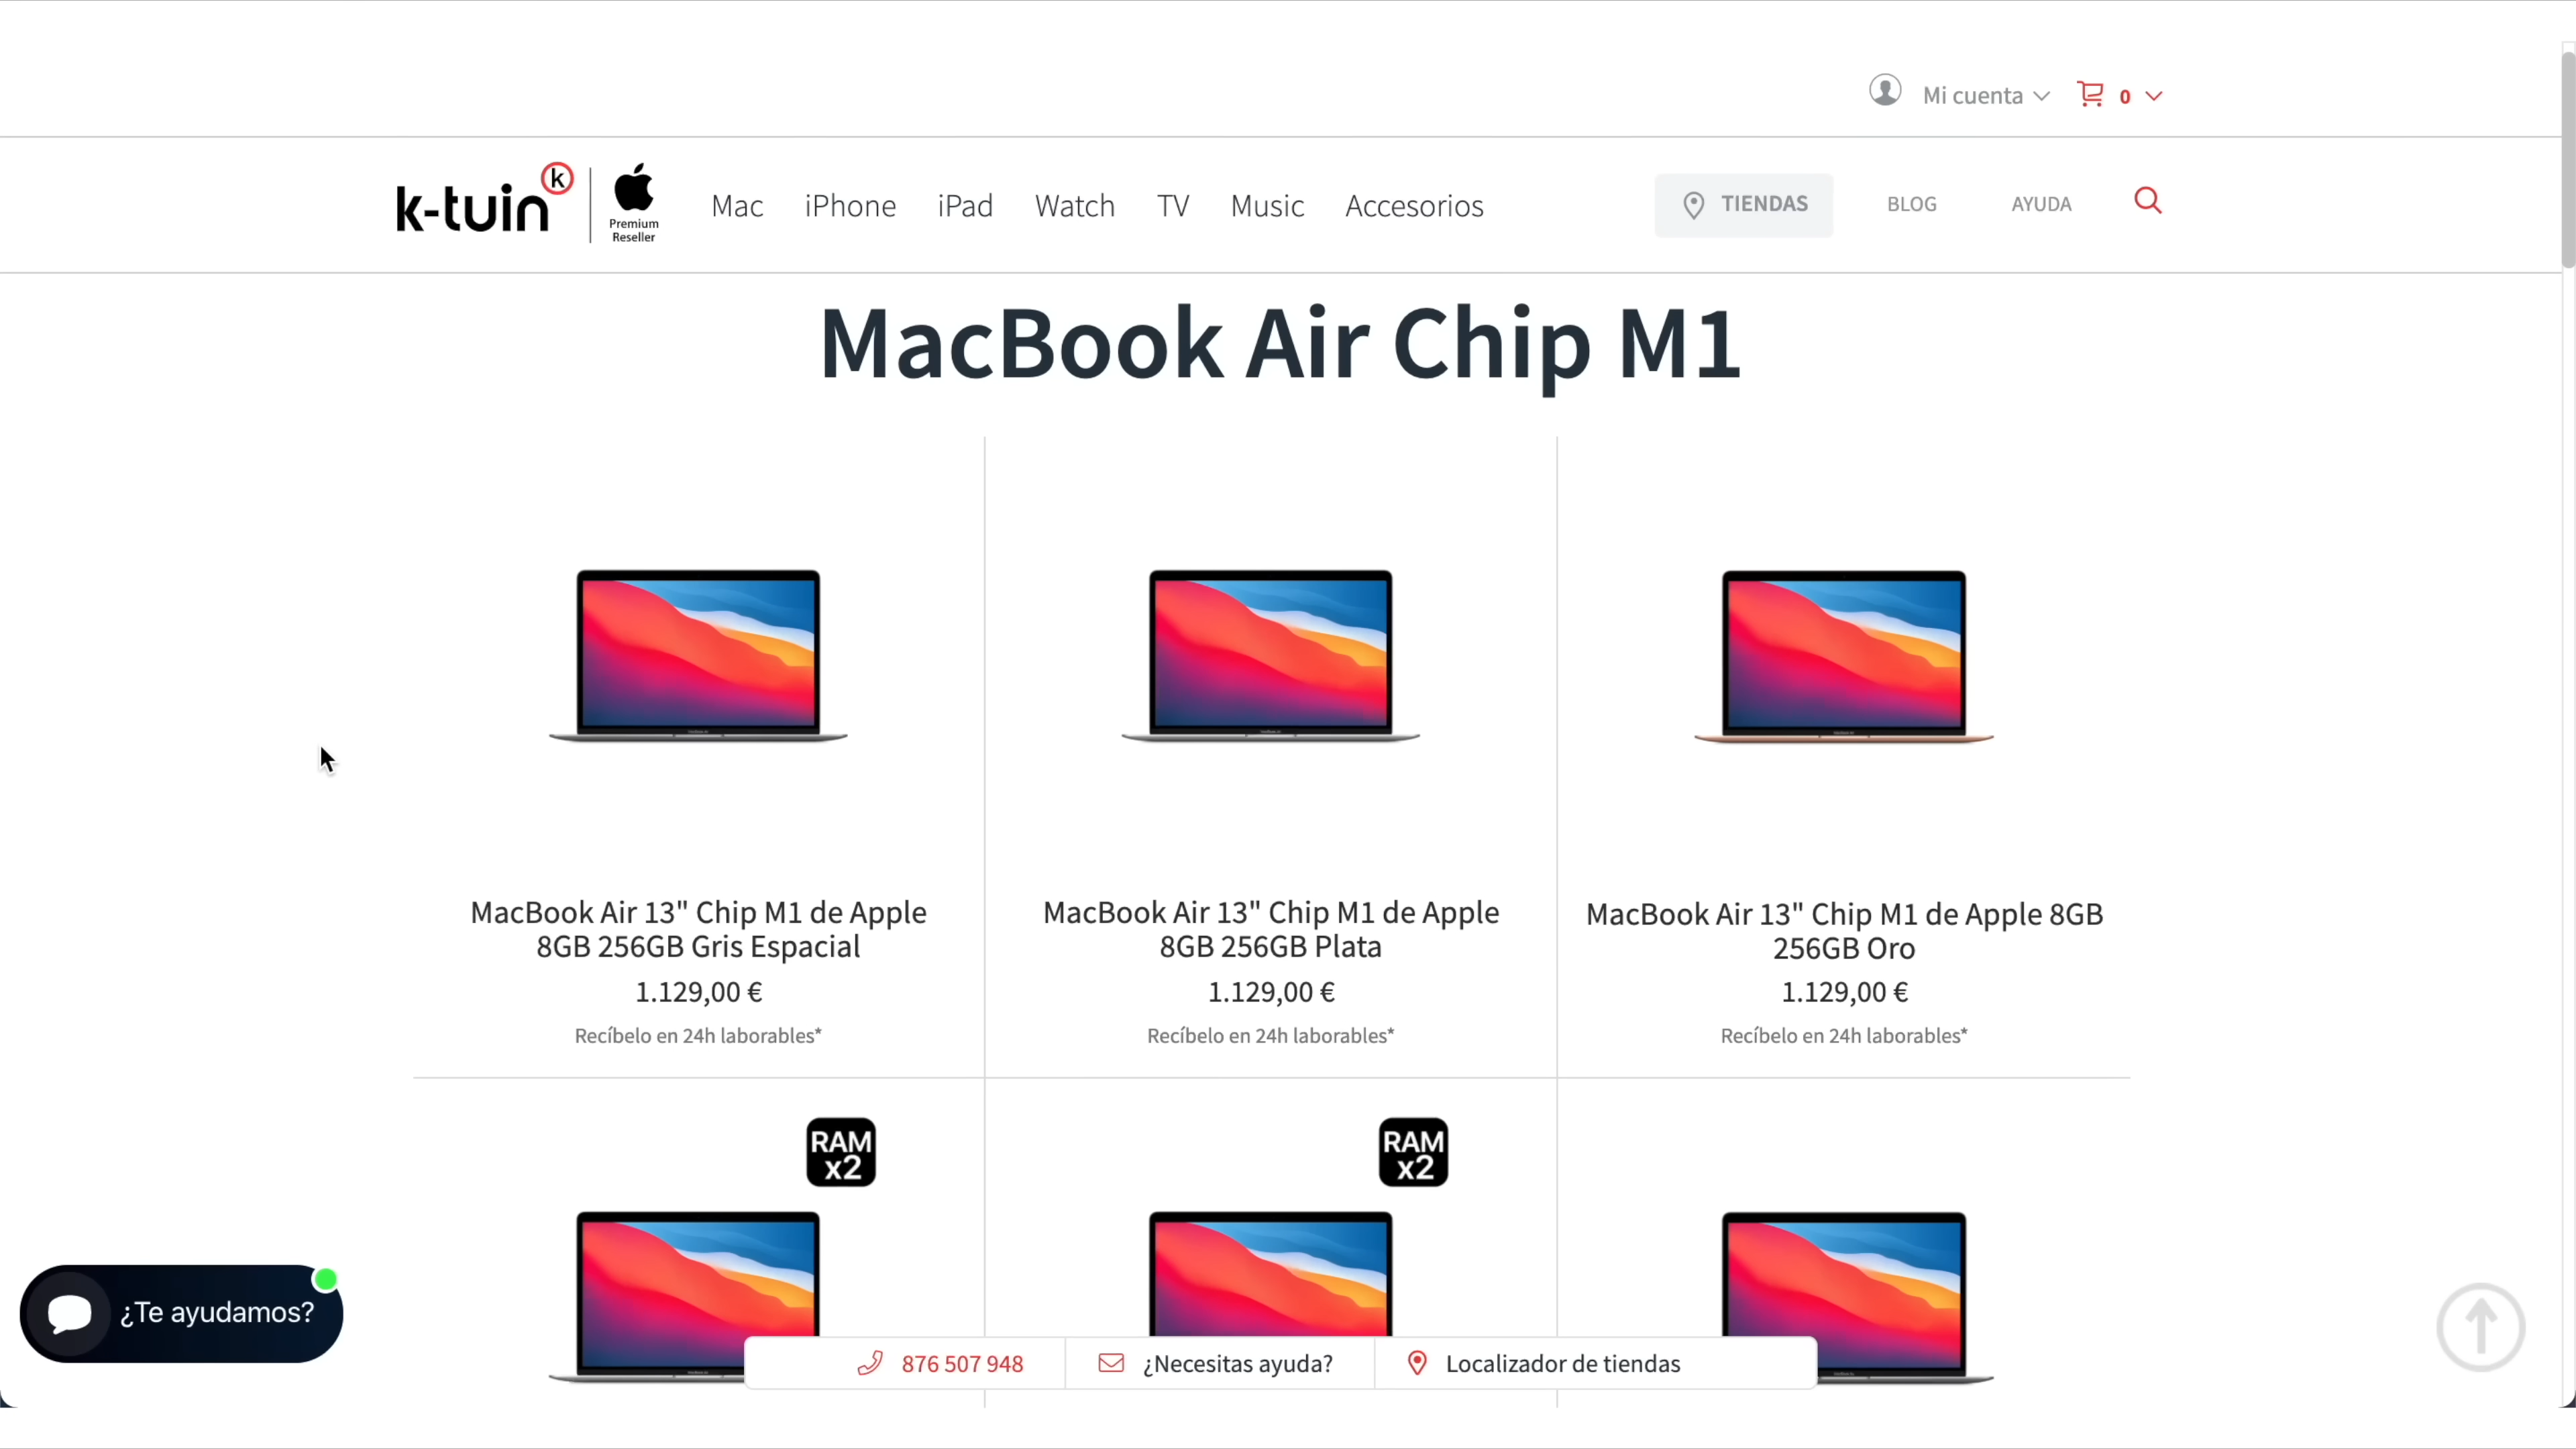 Mi cuenta
0
k-tuin
k
Premium
Reseller
Mac
iPhone
iPad
Watch
TV
Music
Accesorios
TIENDAS
BLOG
AYUDA
MacBook Air Chip M1
MacBook Air 13" Chip M1 de Apple
8GB 256GB Gris Espacial
1.129,00 €
Recíbelo en 24h laborables*
MacBook Air 13" Chip M1 de Apple
8GB 256GB Plata
1.129,00 €
Recíbelo en 24h laborables*
MacBook Air 13" Chip M1 de Apple 8GB
256GB Oro
1.129,00 €
Recíbelo en 24h laborables*
RAM
x2
RAM
x2
¿Te ayudamos?
876 507 948
¿Necesitas ayuda?
Localizador de tiendas